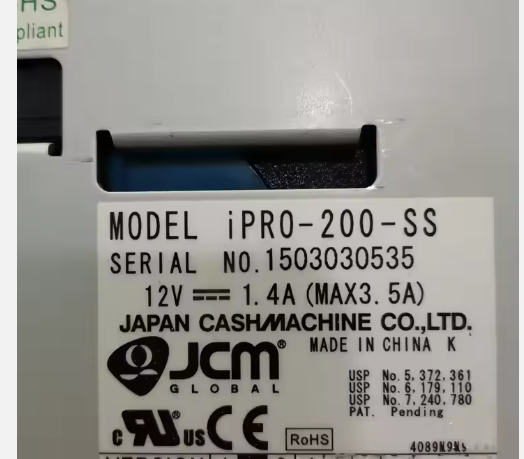 HS
pliant
MODEL iPRO-200-SS
SERIAL NO.1503030535
12V ⎓ 1.4A (MAX3.5A)
JAPAN CASHMACHINE CO.,LTD.
JCM®
GLOBAL
MADE IN CHINA K
USP No.5,372,361
USP No.6,179,110
USP No.7,240,780
PAT. Pending
c RU® US CE RoHS